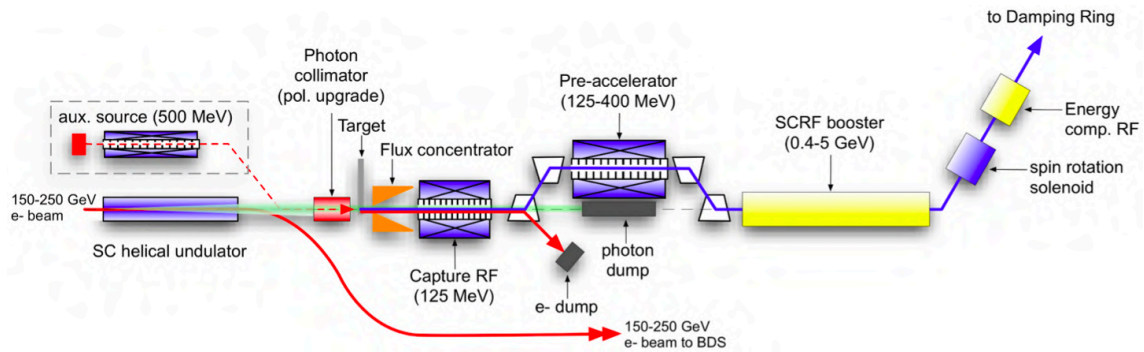 to Damping Ring
Photon
collimator
(pol. upgrade)
Pre-accelerator
(125-400 MeV)
aux. source (500 MeV)
Target
Flux concentrator
SCRF booster
(0.4-5 GeV)
Energy
comp. RF
spin rotation
solenoid
150-250 GeV
e- beam
SC helical undulator
Capture RF
(125 MeV)
photon
dump
e- dump
150-250 GeV
e- beam to BDS